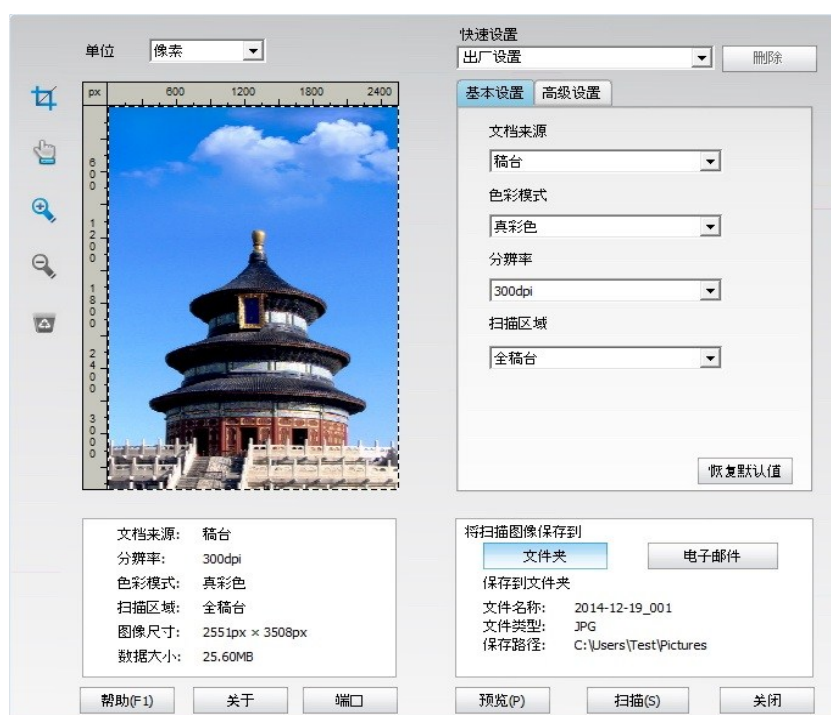 单位 像素
快速设置
出厂设置 删除
px 600 1200 1800 2400
600
1200
1800
2400
3000
基本设置 高级设置
文档来源
稿台
色彩模式
真彩色
分辨率
300dpi
扫描区域
全稿台
恢复默认值
文档来源: 稿台
分辨率: 300dpi
色彩模式: 真彩色
扫描区域: 全稿台
图像尺寸: 2551px × 3508px
数据大小: 25.60MB
将扫描图像保存到
文件夹 电子邮件
保存到文件夹
文件名称: 2014-12-19_001
文件类型: JPG
保存路径: C:\Users\Test\Pictures
帮助(F1) 关于 端口 预览(P) 扫描(S) 关闭